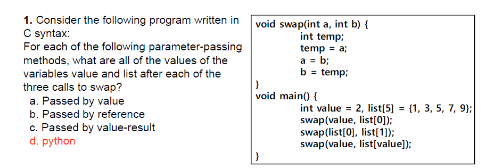 1. Consider the following program written in
C syntax:
For each of the following parameter-passing
methods, what are all of the values of the
variables value and list after each of the
three calls to swap?
a. Passed by value
b. Passed by reference
c. Passed by value-result
d. python
void swap(int a, int b) {
int temp;
temp = a;
a = b;
b = temp;
}
void main() {
int value = 2, list[5] = {1, 3, 5, 7, 9};
swap(value, list[0]);
swap(list[0], list[1]);
swap(value, list[value]);
}